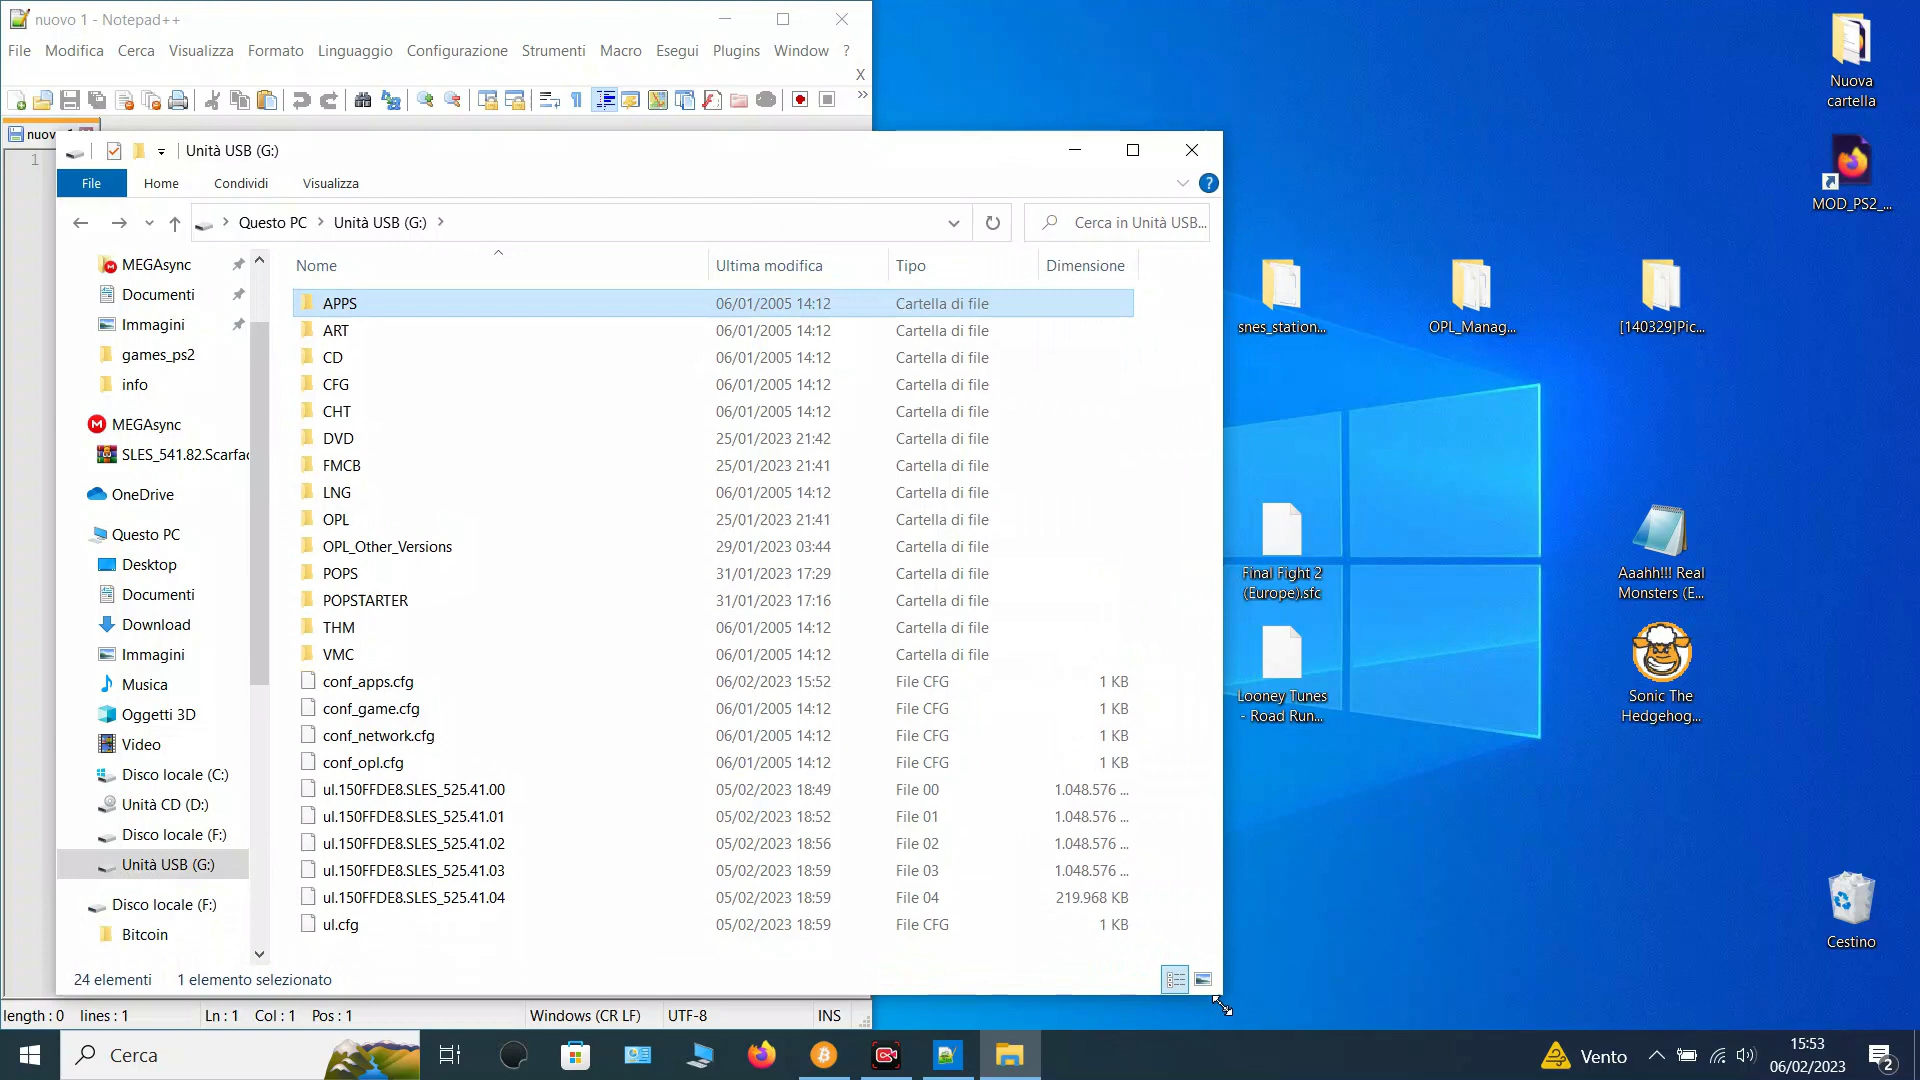 nuovo 1 - Notepad++
File Modifica Cerca Visualizza Formato Linguaggio Configurazione Strumenti Macro Esegui Plugins Window ?
X
nuovo 1
1
Unità USB (G:)
File Home Condividi Visualizza
Questo PC Unità USB (G:)
Cerca in Unità USB...
MEGAsync
Documenti
Immagini
games_ps2
info
MEGAsync
SLES_541.82.Scarfac
OneDrive
Questo PC
Desktop
Documenti
Download
Immagini
Musica
Oggetti 3D
Video
Disco locale (C:)
Unità CD (D:)
Disco locale (F:)
Unità USB (G:)
Disco locale (F:)
Bitcoin
Nome Ultima modifica Tipo Dimensione
APPS 06/01/2005 14:12 Cartella di file
ART 06/01/2005 14:12 Cartella di file
CD 06/01/2005 14:12 Cartella di file
CFG 06/01/2005 14:12 Cartella di file
CHT 06/01/2005 14:12 Cartella di file
DVD 25/01/2023 21:42 Cartella di file
FMCB 25/01/2023 21:41 Cartella di file
LNG 06/01/2005 14:12 Cartella di file
OPL 25/01/2023 21:41 Cartella di file
OPL_Other_Versions 29/01/2023 03:44 Cartella di file
POPS 31/01/2023 17:29 Cartella di file
POPSTARTER 31/01/2023 17:16 Cartella di file
THM 06/01/2005 14:12 Cartella di file
VMC 06/01/2005 14:12 Cartella di file
conf_apps.cfg 06/02/2023 15:52 File CFG 1 KB
conf_game.cfg 06/01/2005 14:12 File CFG 1 KB
conf_network.cfg 06/01/2005 14:12 File CFG 1 KB
conf_opl.cfg 06/01/2005 14:12 File CFG 1 KB
ul.150FFDE8.SLES_525.41.00 05/02/2023 18:49 File 00 1.048.576 ...
ul.150FFDE8.SLES_525.41.01 05/02/2023 18:52 File 01 1.048.576 ...
ul.150FFDE8.SLES_525.41.02 05/02/2023 18:56 File 02 1.048.576 ...
ul.150FFDE8.SLES_525.41.03 05/02/2023 18:59 File 03 1.048.576 ...
ul.150FFDE8.SLES_525.41.04 05/02/2023 18:59 File 04 219.968 KB
ul.cfg 05/02/2023 18:59 File CFG 1 KB
24 elementi 1 elemento selezionato
length : 0 lines : 1 Ln : 1 Col : 1 Pos : 1 Windows (CR LF) UTF-8 INS
Nuova
cartella
MOD_PS2_...
snes_station...
OPL_Manag...
[140329]Pic...
Final Fight 2
(Europe).sfc
Aaahh!!! Real
Monsters (E...
Looney Tunes
- Road Run...
Sonic The
Hedgehog...
Cestino
Cerca
Vento
15:53
06/02/2023
2